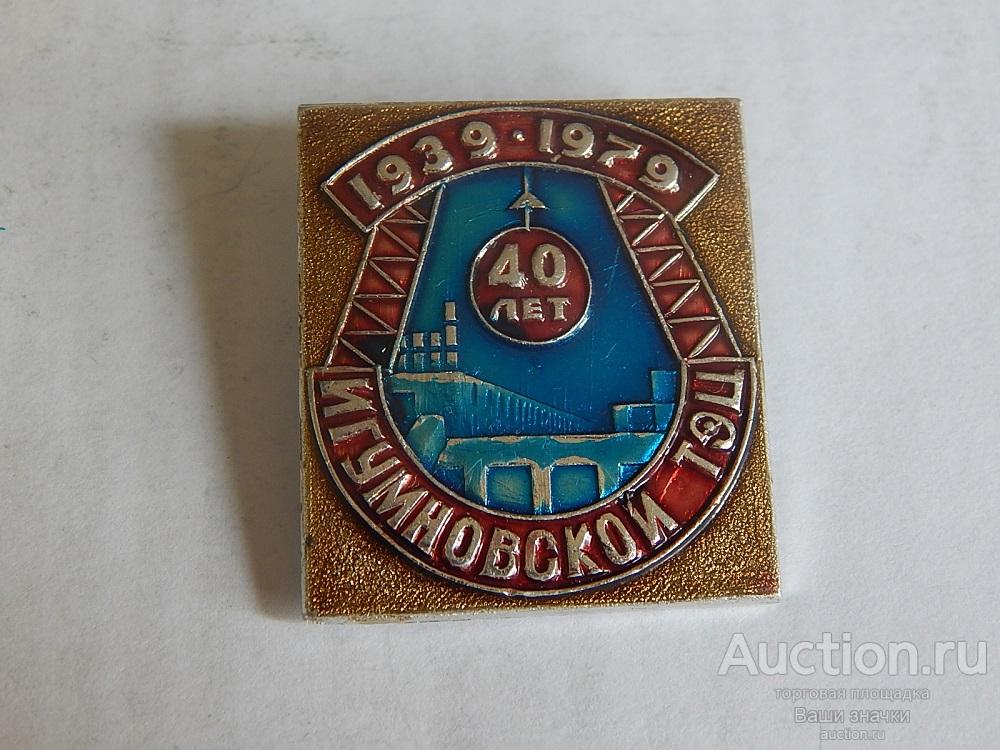 1939·1979
40
ЛЕТ
ИГУМНОВСКОЙ ТЭЦ
Auction.ru
торговая площадка
Ваши значки
auction.ru